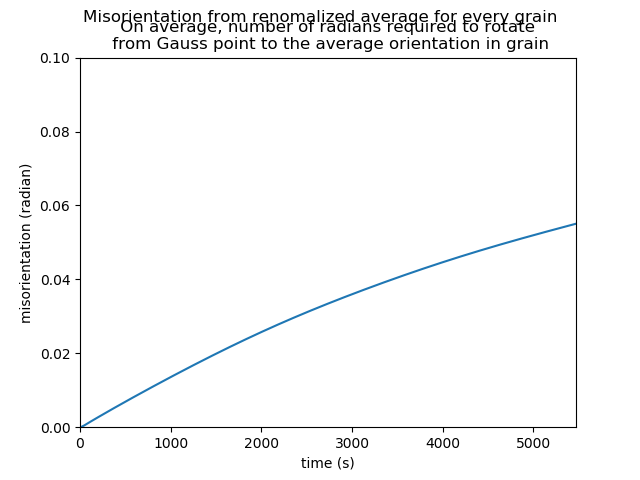 Misorientation from renomalized average for every grain
On average, number of radians required to rotate
from Gauss point to the average orientation in grain
0.10
0.08
0.06
0.04
0.02
0.00
misorientation (radian)
0 1000 2000 3000 4000 5000
time (s)